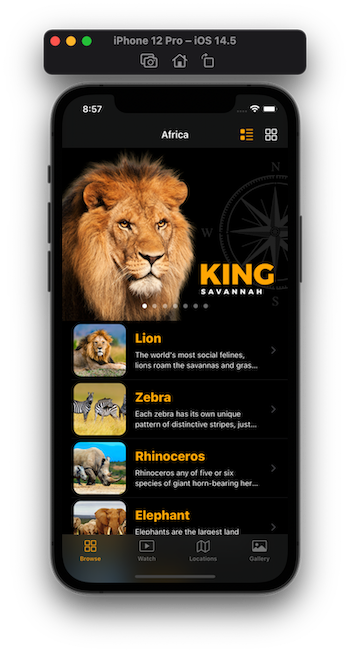 iPhone 12 Pro – iOS 14.5
8:57
Africa
N
W
KING
SAVANNAH
Lion
The world's most social felines,
lions roam the savannas and gras...
Zebra
Each zebra has its own unique
pattern of distinctive stripes, just...
Rhinoceros
Rhinoceros any of five or six
species of giant horn-bearing her...
Elephant
Elephants are the largest land
Browse
Watch
Locations
Gallery